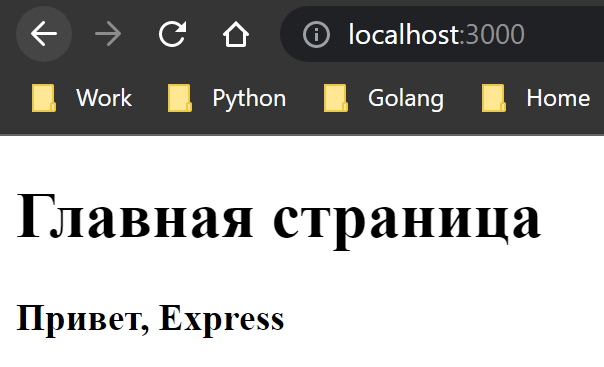 localhost:3000
Work Python Golang Home
Главная страница
Привет, Express